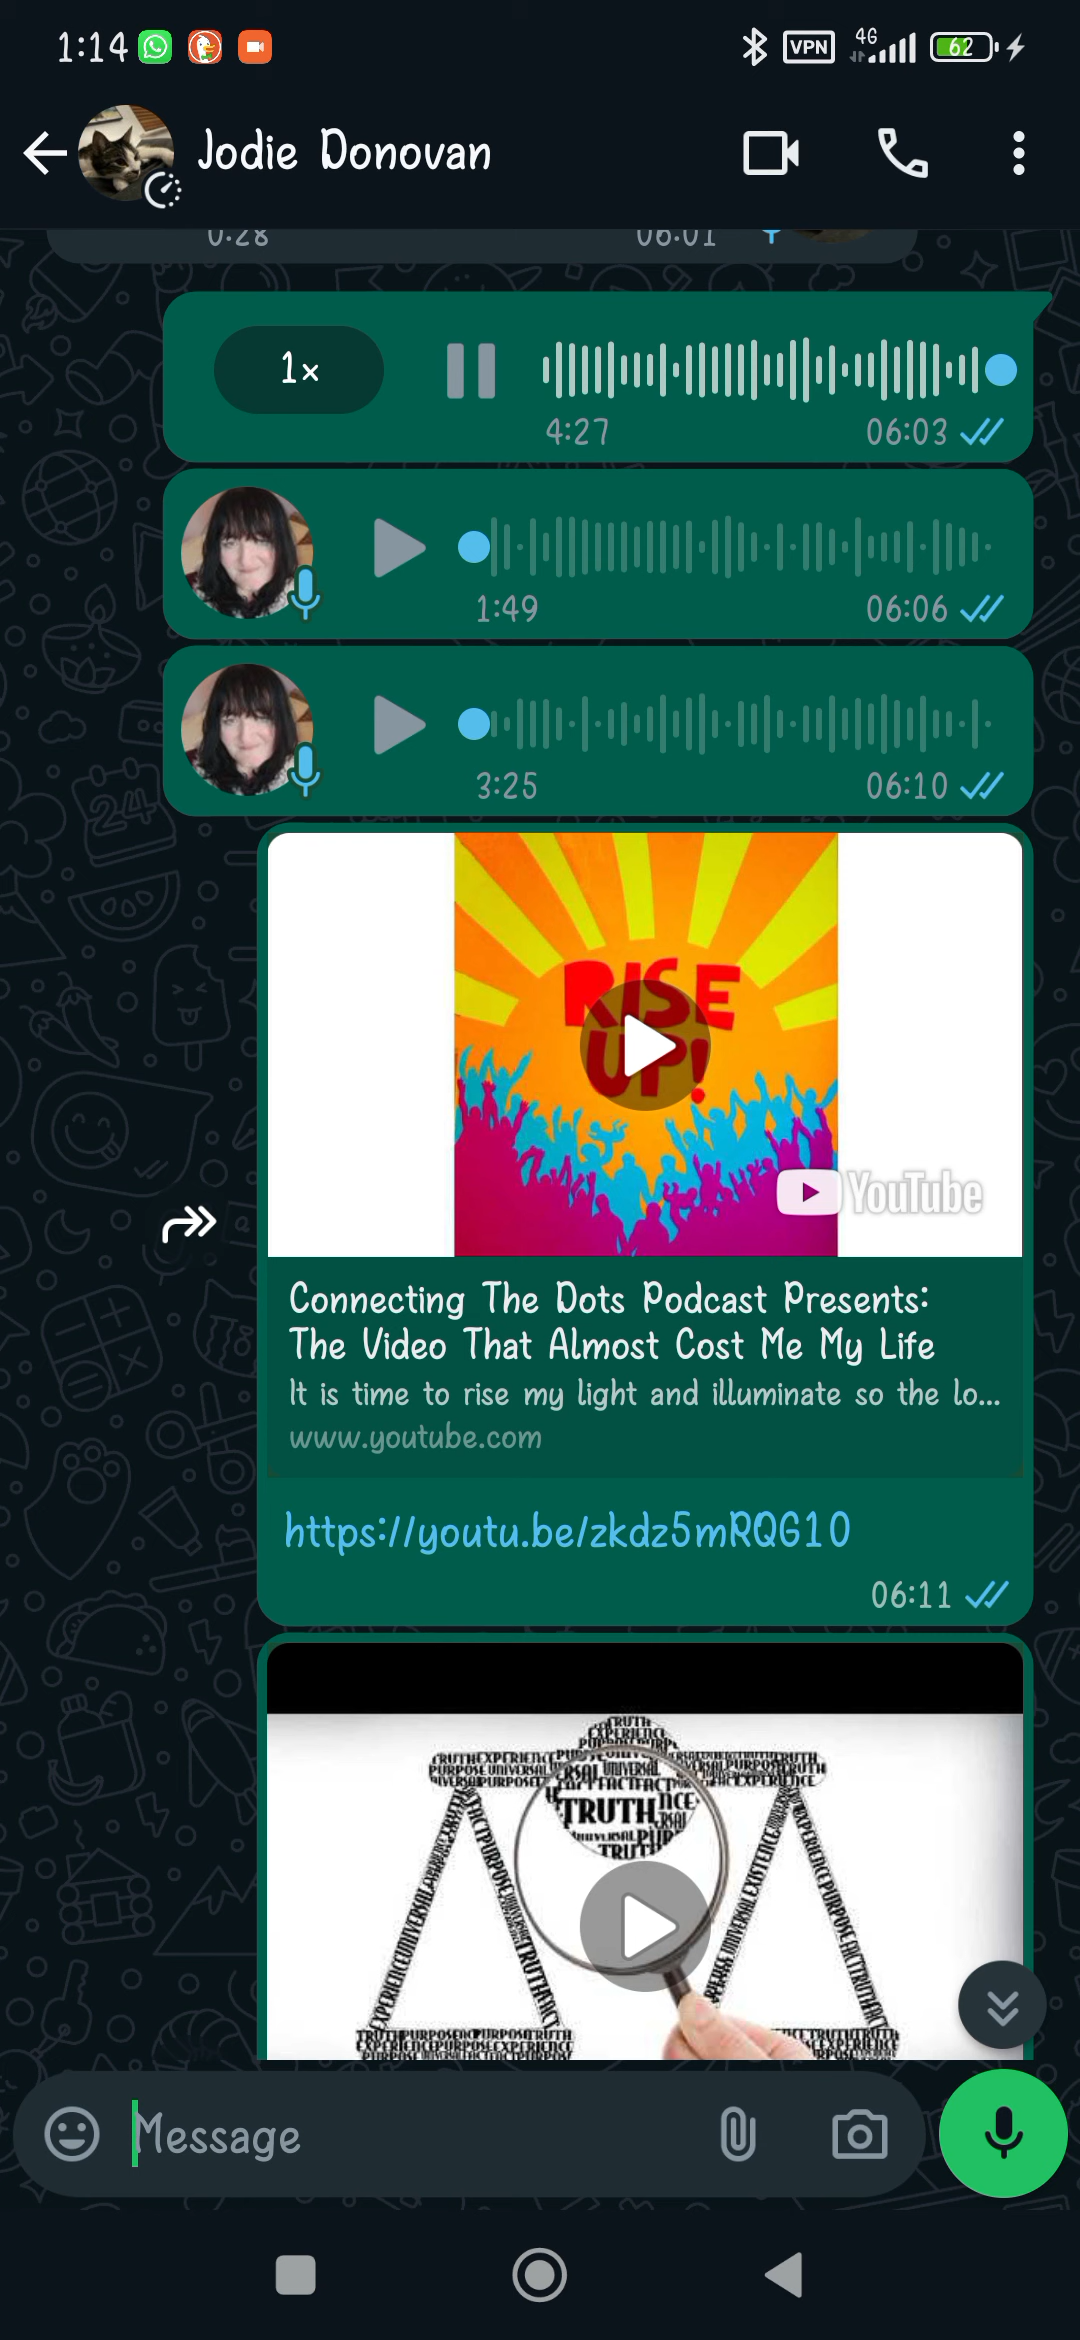 1:14
VPN
4G
62
Jodie Donovan
0:28 06:01
1x
4:27 06:03
1:49 06:06
3:25 06:10
RISE
UP!
YouTube
Connecting The Dots Podcast Presents:
The Video That Almost Cost Me My Life
It is time to rise my light and illuminate so the lo...
www.youtube.com
https://youtu.be/zkdz5mRQG10
06:11
TRUTH
Message